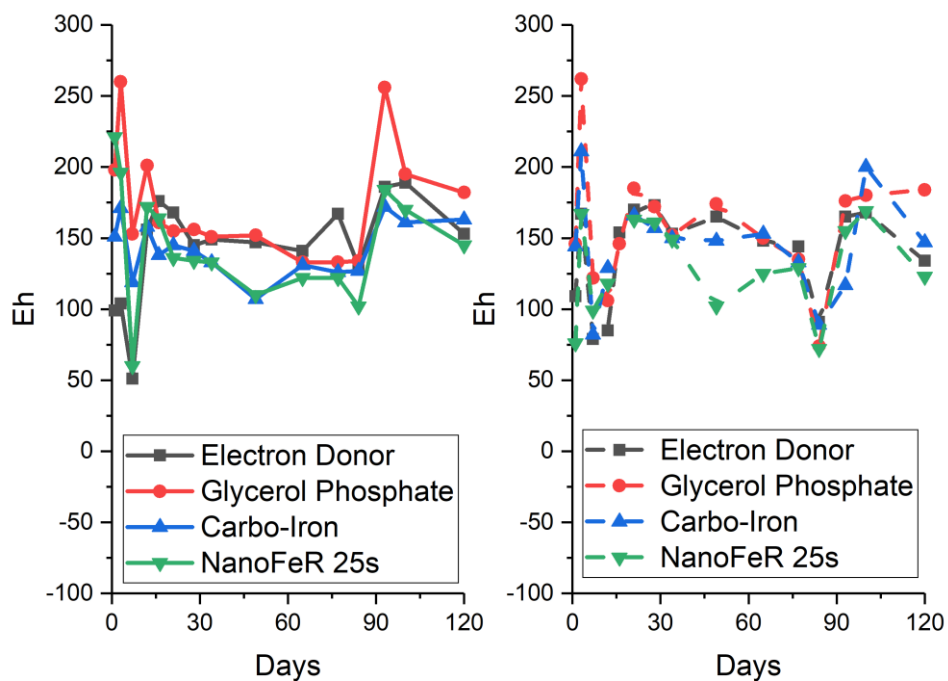 300
250
200
150
100
50
0
-50
-100
Eh
Electron Donor
Glycerol Phosphate
Carbo-Iron
NanoFeR 25s
0 30 60 90 120
Days
300
250
200
150
100
50
0
-50
-100
Eh
Electron Donor
Glycerol Phosphate
Carbo-Iron
NanoFeR 25s
0 30 60 90 120
Days